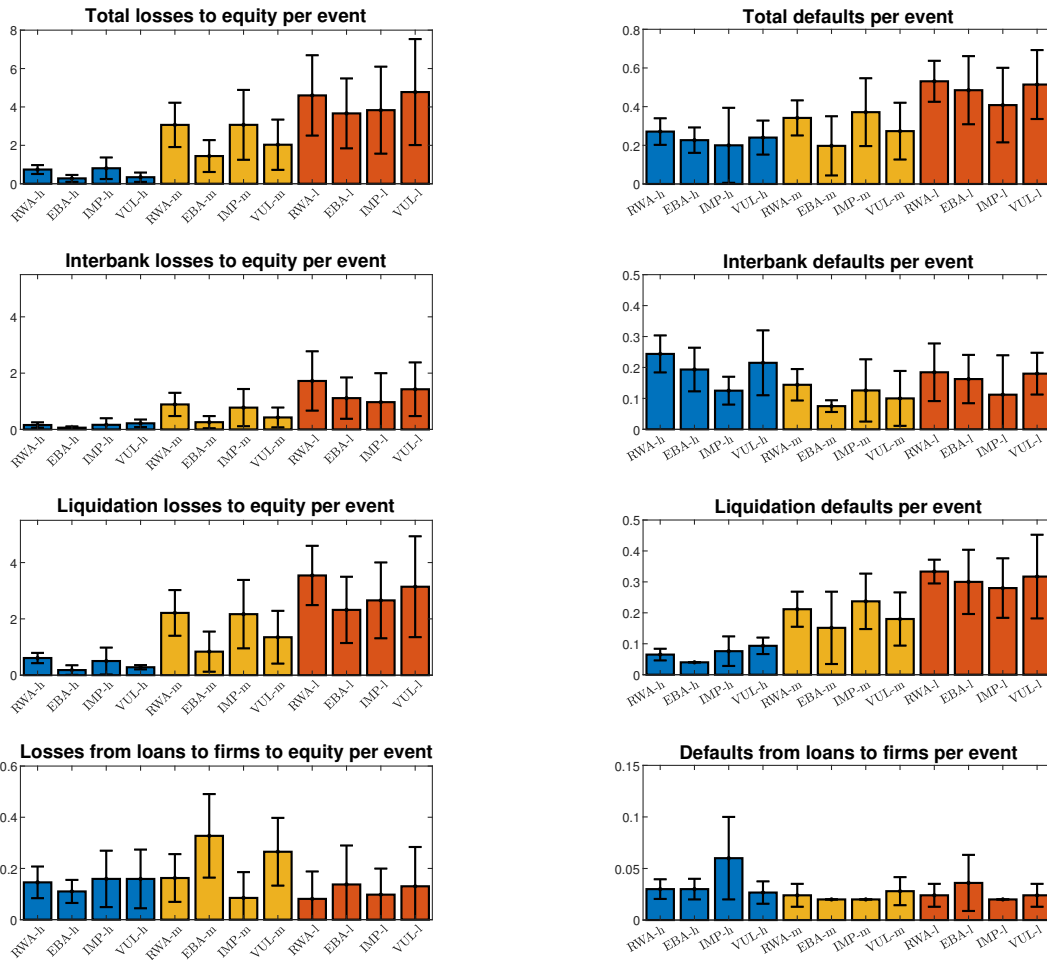 Total losses to equity per event
8
6
4
2
0
RWA-h EBA-h IMP-h VUL-h RWA-m EBA-m IMP-m VUL-m RWA-l EBA-l IMP-l VUL-l
Total defaults per event
0.8
0.6
0.4
0.2
0
RWA-h EBA-h IMP-h VUL-h RWA-m EBA-m IMP-m VUL-m RWA-l EBA-l IMP-l VUL-l
Interbank losses to equity per event
4
2
0
RWA-h EBA-h IMP-h VUL-h RWA-m EBA-m IMP-m VUL-m RWA-l EBA-l IMP-l VUL-l
Interbank defaults per event
0.5
0.4
0.3
0.2
0.1
0
RWA-h EBA-h IMP-h VUL-h RWA-m EBA-m IMP-m VUL-m RWA-l EBA-l IMP-l VUL-l
Liquidation losses to equity per event
4
2
0
RWA-h EBA-h IMP-h VUL-h RWA-m EBA-m IMP-m VUL-m RWA-l EBA-l IMP-l VUL-l
Liquidation defaults per event
0.5
0.4
0.3
0.2
0.1
0
RWA-h EBA-h IMP-h VUL-h RWA-m EBA-m IMP-m VUL-m RWA-l EBA-l IMP-l VUL-l
Losses from loans to firms to equity per event
0.6
0.4
0.2
0
RWA-h EBA-h IMP-h VUL-h RWA-m EBA-m IMP-m VUL-m RWA-l EBA-l IMP-l VUL-l
Defaults from loans to firms per event
0.15
0.1
0.05
0
RWA-h EBA-h IMP-h VUL-h RWA-m EBA-m IMP-m VUL-m RWA-l EBA-l IMP-l VUL-l